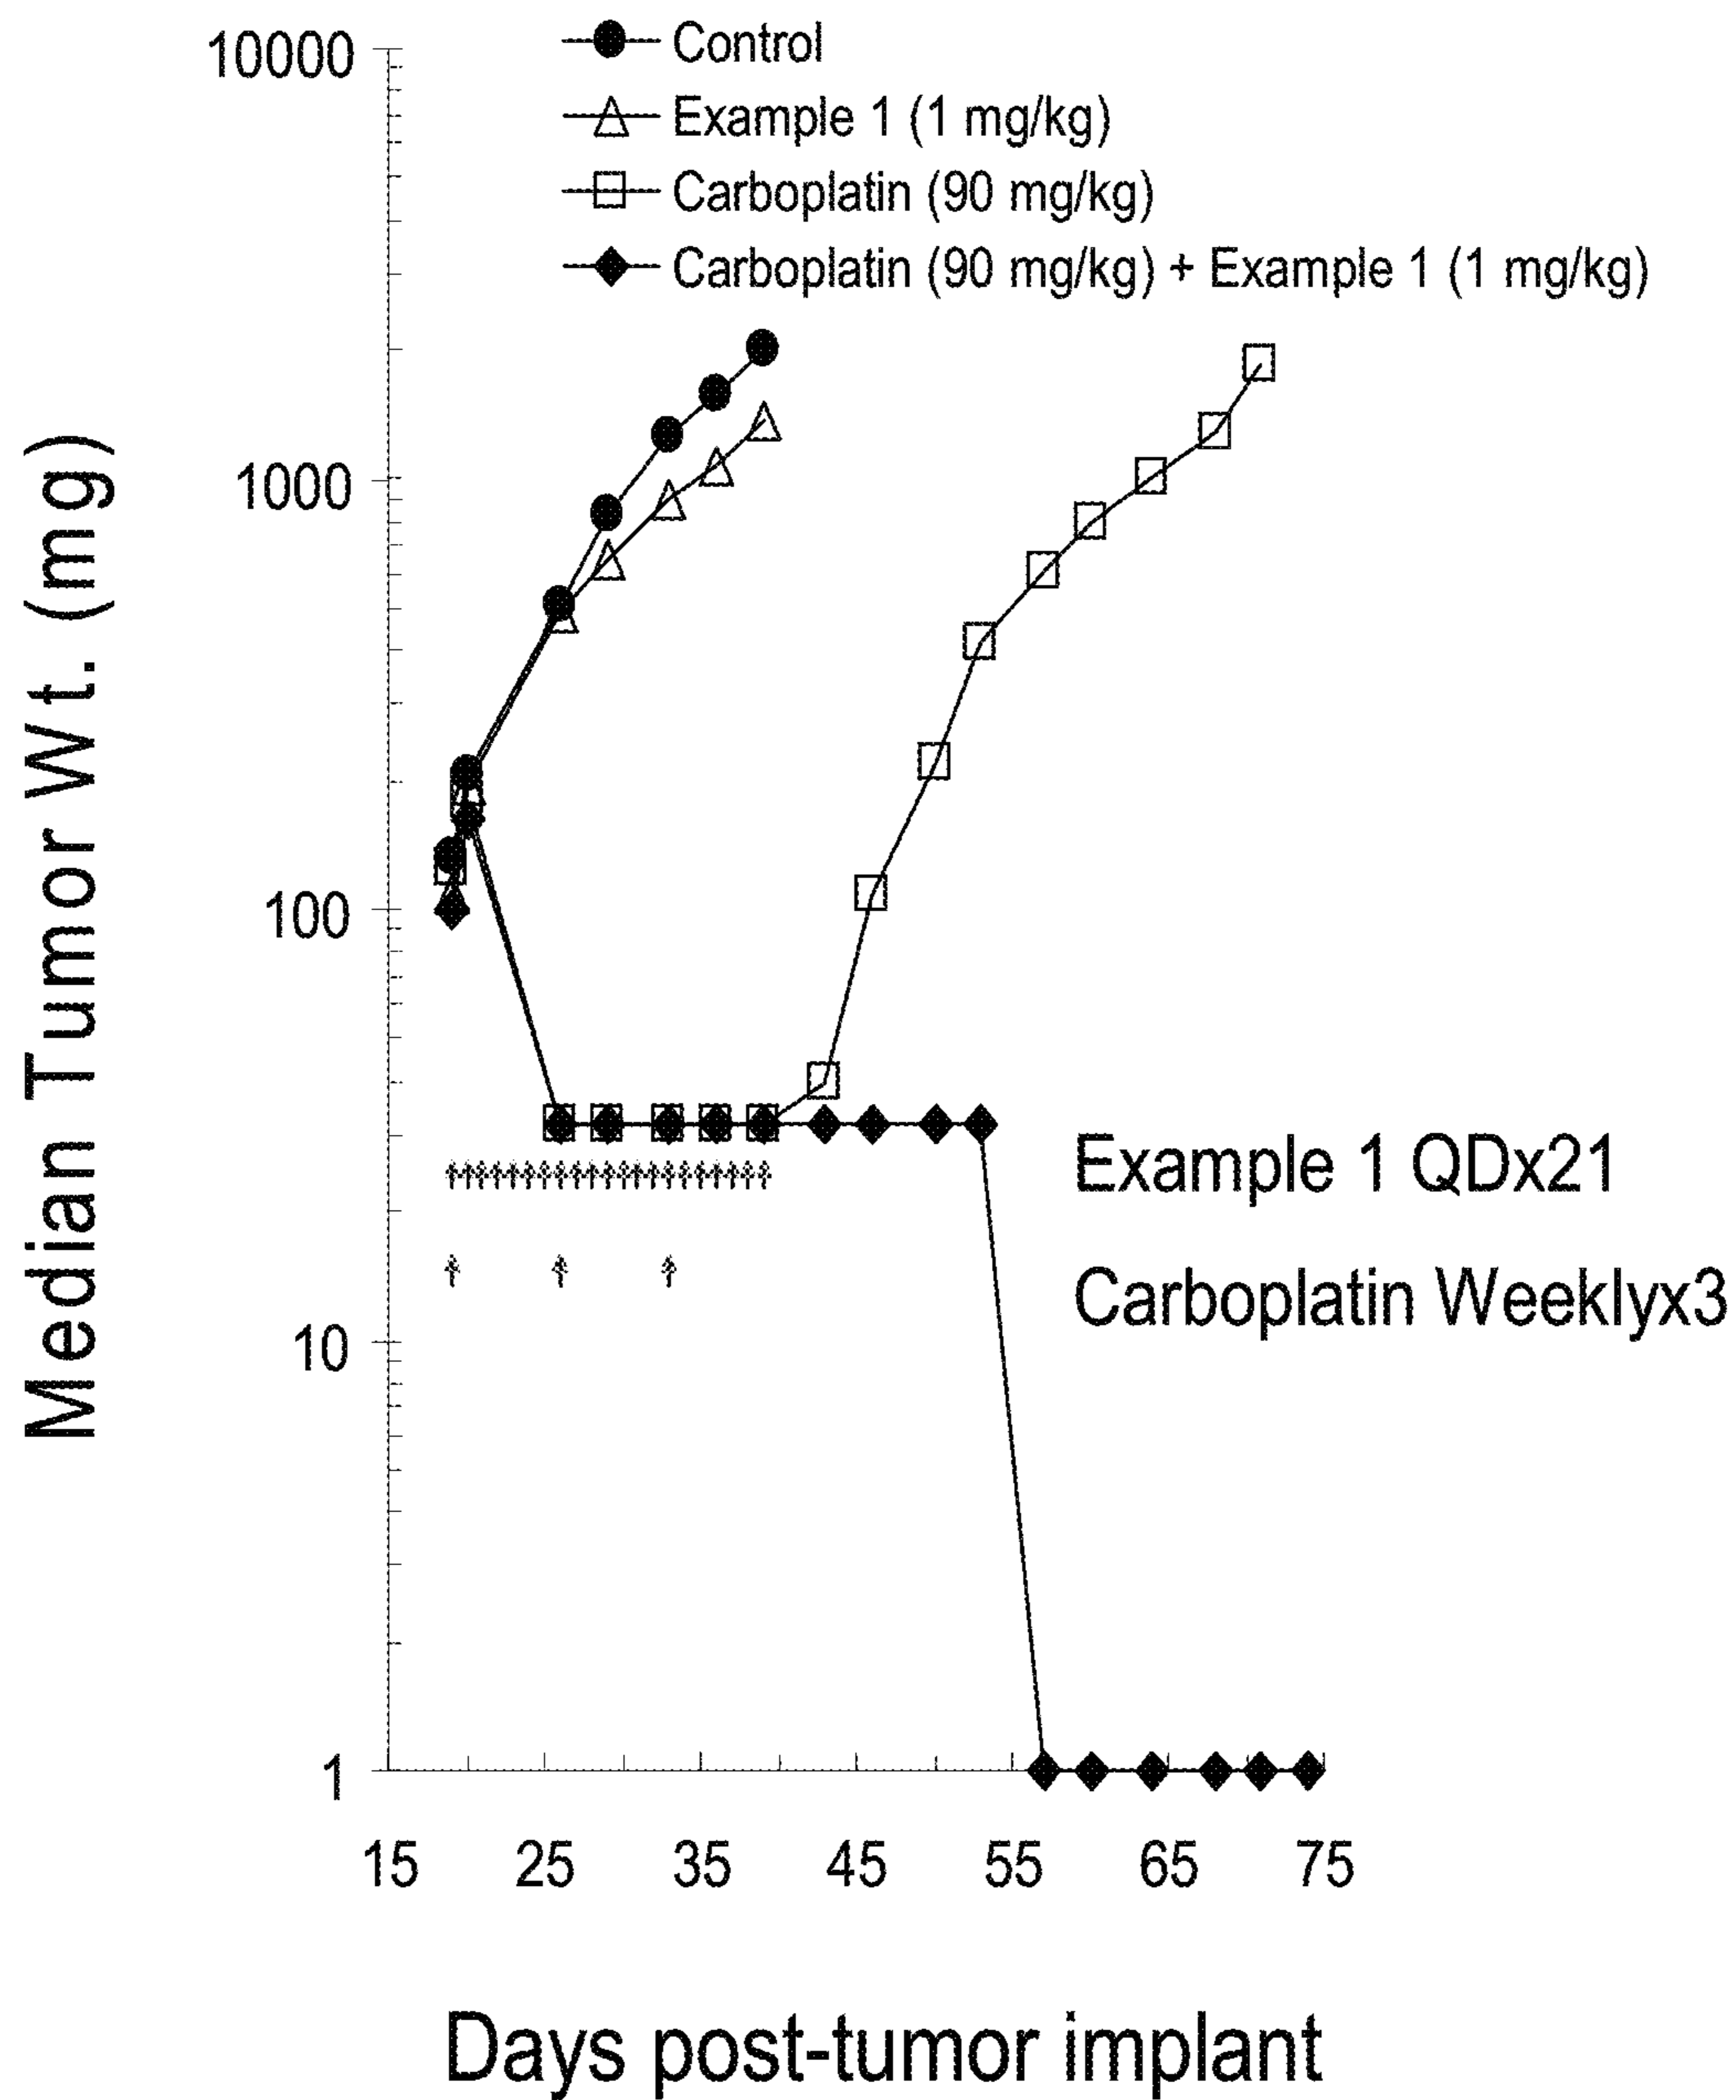 Control
Example 1 (1 mg/kg)
Carboplatin (90 mg/kg)
Carboplatin (90 mg/kg) + Example 1 (1 mg/kg)
Median Tumor Wt. (mg)
10000
1000
100
10
1
Example 1 QDx21
Carboplatin Weeklyx3
15 25 35 45 55 65 75
Days post-tumor implant